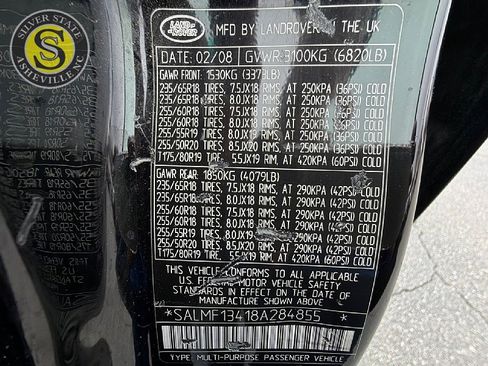 SILVER STATE
S
ASHEVILLE, NC
LAND
ROVER
MFD BY LANDROVER IN THE UK
DATE: 02/08 GVWR: 3100KG (6820LB)
GAWR FRONT: 1530KG (3373LB)
235/65R18 TIRES, 7.5JX18 RIMS, AT 250KPA (36PSI) COLD
235/65R18 TIRES, 8.0JX18 RIMS, AT 250KPA (36PSI) COLD
255/60R18 TIRES, 7.5JX18 RIMS, AT 250KPA (36PSI) COLD
255/60R18 TIRES, 8.0JX18 RIMS, AT 250KPA (36PSI) COLD
255/55R19 TIRES, 8.0JX19 RIMS, AT 250KPA (36PSI) COLD
255/50R20 TIRES, 8.5JX20 RIMS, AT 250KPA (36PSI) COLD
T175/80R19 TIRES, 5.5JX19 RIM, AT 420KPA (60PSI) COLD
GAWR REAR: 1850KG (4079LB)
235/65R18 TIRES, 7.5JX18 RIMS, AT 290KPA (42PSI) COLD
235/65R18 TIRES, 8.0JX18 RIMS, AT 290KPA (42PSI) COLD
255/60R18 TIRES, 7.5JX18 RIMS, AT 290KPA (42PSI) COLD
255/60R18 TIRES, 8.0JX18 RIMS, AT 290KPA (42PSI) COLD
255/55R19 TIRES, 8.0JX19 RIMS, AT 290KPA (42PSI) COLD
255/50R20 TIRES, 8.5JX20 RIMS, AT 290KPA (42PSI) COLD
T175/80R19 TIRES, 5.5JX19 RIM, AT 420KPA (60PSI) COLD
THIS VEHICLE CONFORMS TO ALL
APPLICABLE U.S. FEDERAL MOTOR VEHICLE SAFETY
STANDARDS IN EFFECT ON THE DATE OF
MANUFACTURE SHOWN ABOVE
*SALMF13418A284855 *
TYPE: MULTI-PURPOSE PASSENGER VEHICLE